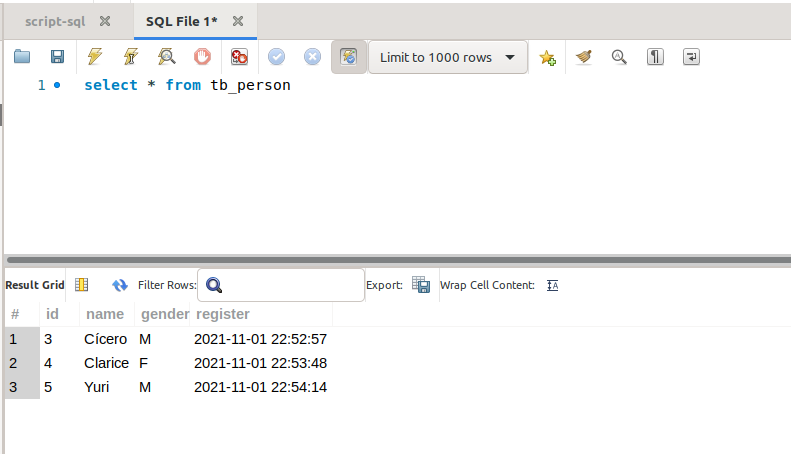 script-sql SQL File 1*
Limit to 1000 rows
1 select * from tb_person
Result Grid Filter Rows: Export: Wrap Cell Content:
# id name gender register
1 3 Cícero M 2021-11-01 22:52:57
2 4 Clarice F 2021-11-01 22:53:48
3 5 Yuri M 2021-11-01 22:54:14